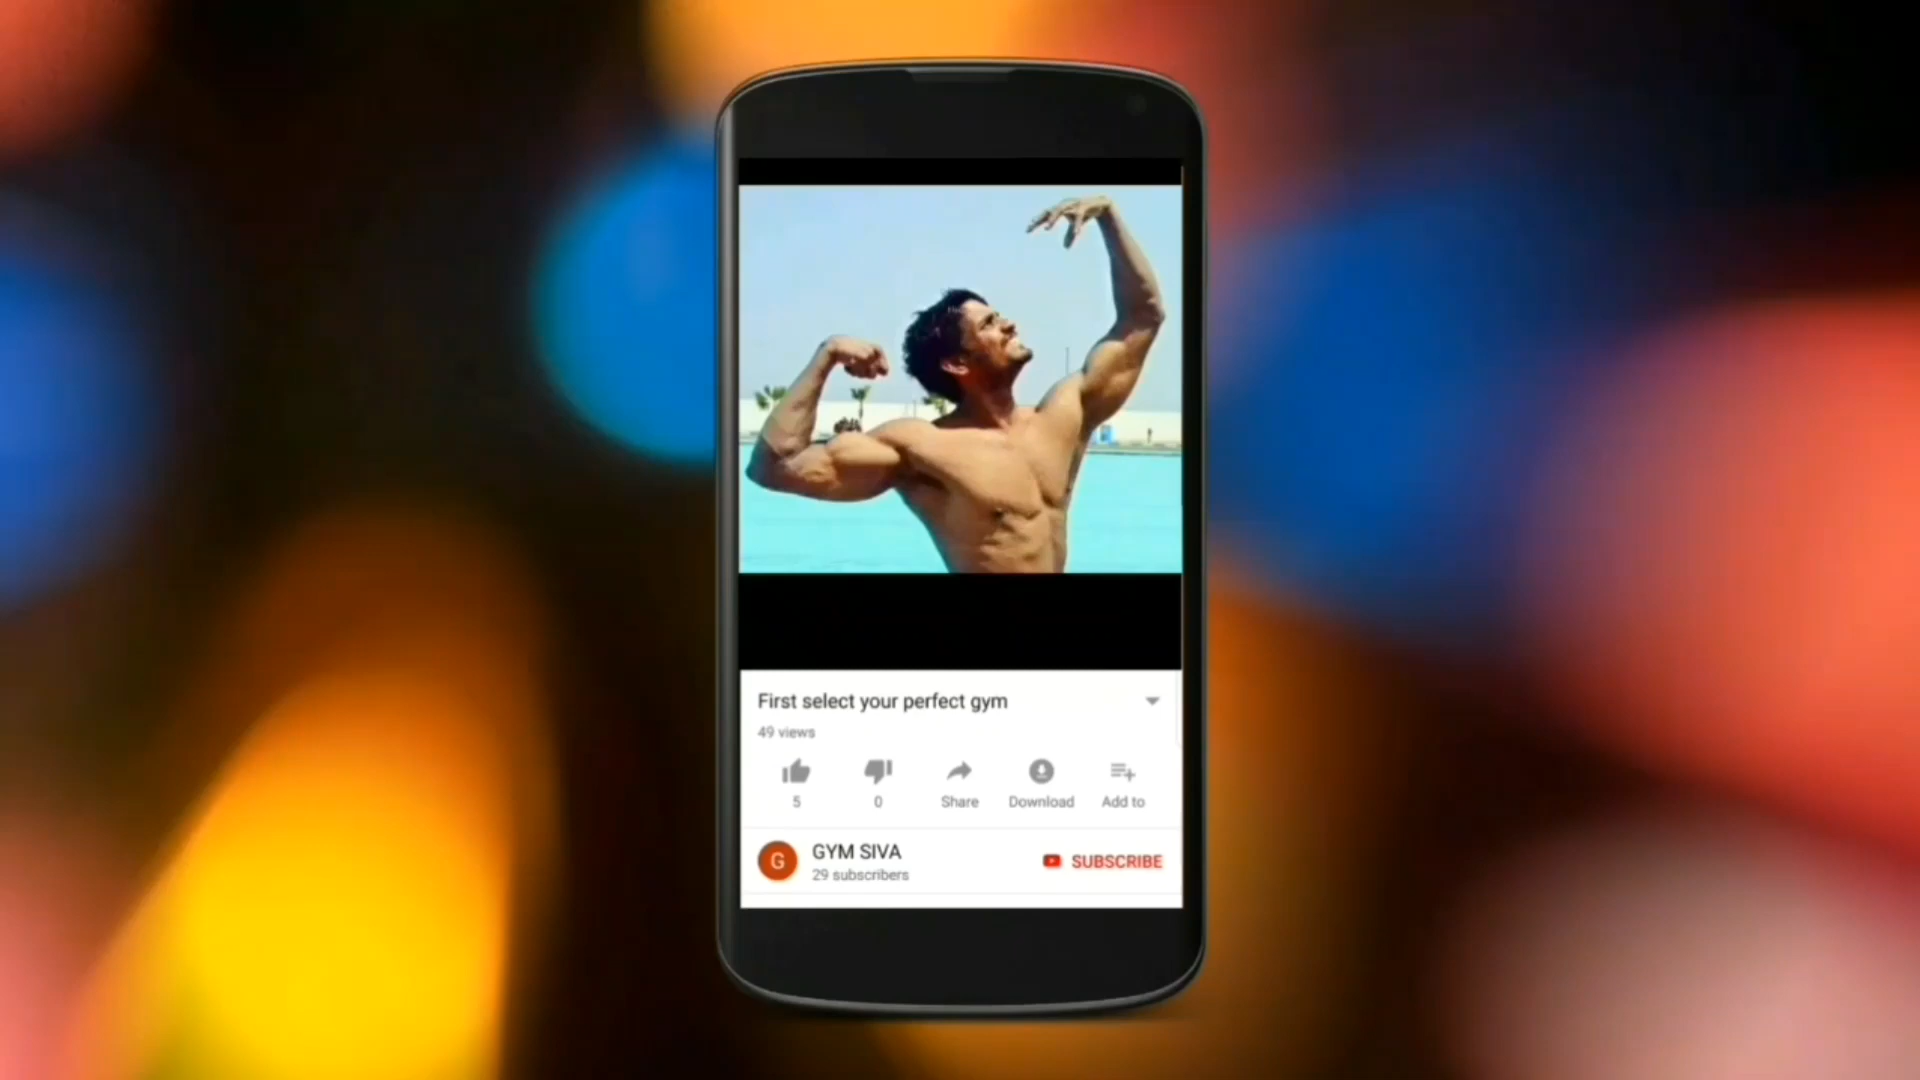 First select your perfect gym
49 views
5
0
Share
Download
Add to
G
GYM SIVA
SUBSCRIBE
29 subscribers